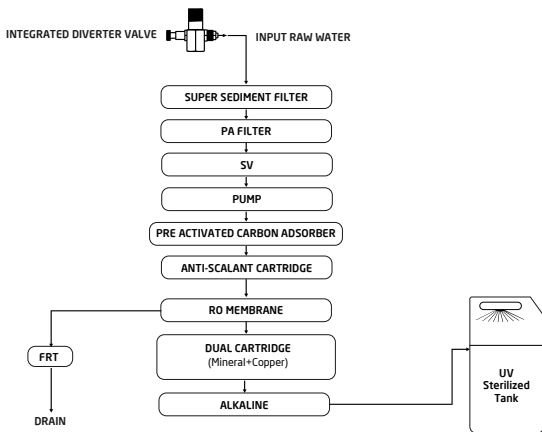 INTEGRATED DIVERTER VALVE
INPUT RAW WATER
SUPER SEDIMENT FILTER
PA FILTER
SV
PUMP
PRE ACTIVATED CARBON ADSORBER
ANTI-SCALANT CARTRIDGE
RO MEMBRANE
DUAL CARTRIDGE
(Mineral+Copper)
ALKALINE
FRT
DRAIN
UV
Sterilized
Tank